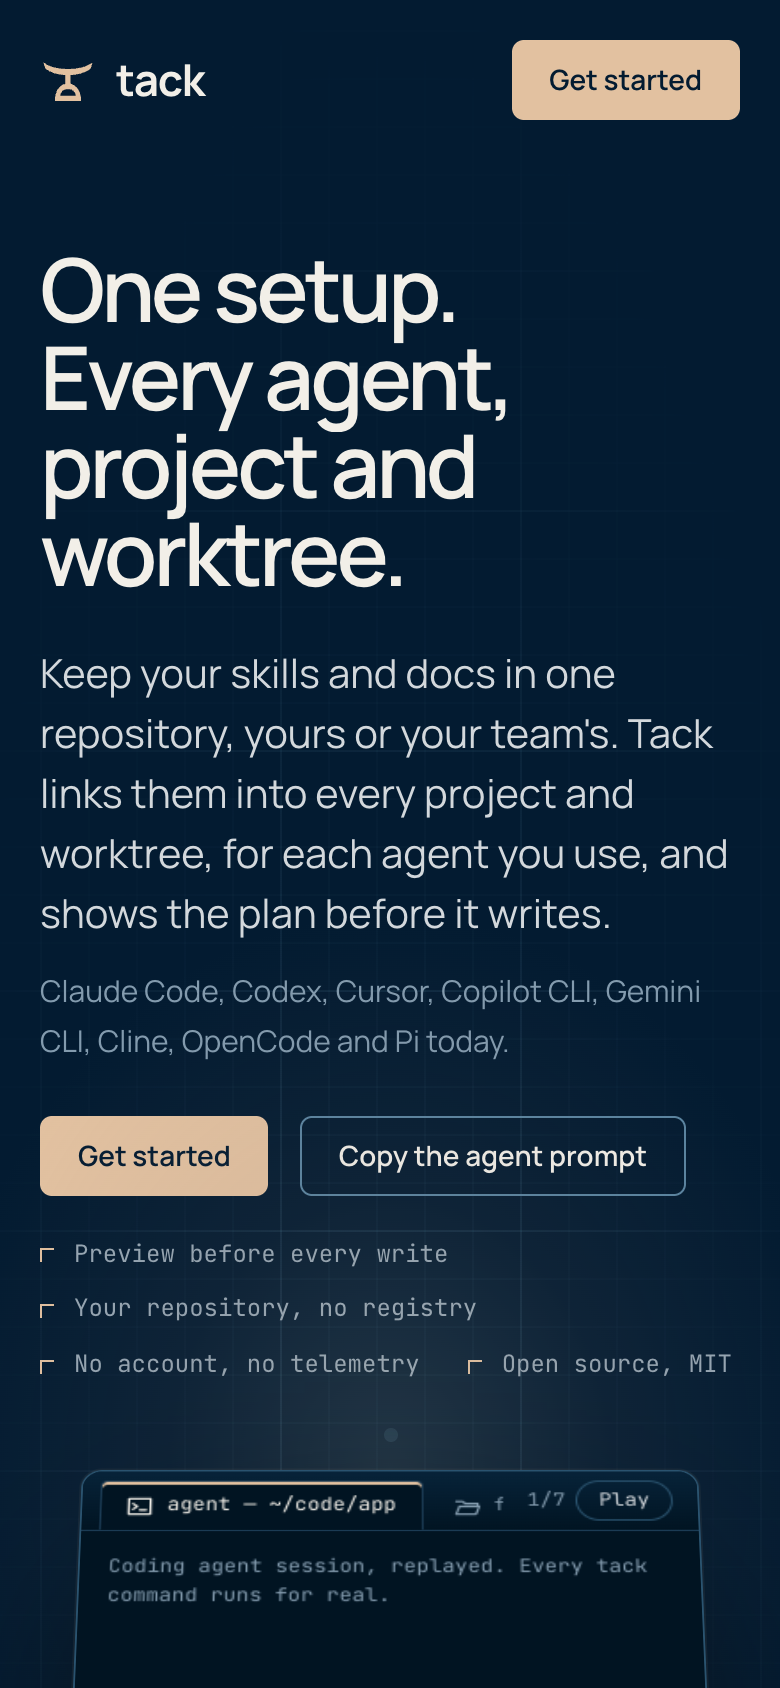 tack
Get started
One setup.
Every agent,
project and
worktree.
Keep your skills and docs in one
repository, yours or your team's. Tack
links them into every project and
worktree, for each agent you use, and
shows the plan before it writes.
Claude Code, Codex, Cursor, Copilot CLI, Gemini
CLI, Cline, OpenCode and Pi today.
Get started
Copy the agent prompt
Preview before every write
Your repository, no registry
No account, no telemetry
Open source, MIT
agent — ~/code/app
f
1/7
Play
Coding agent session, replayed. Every tack
command runs for real.